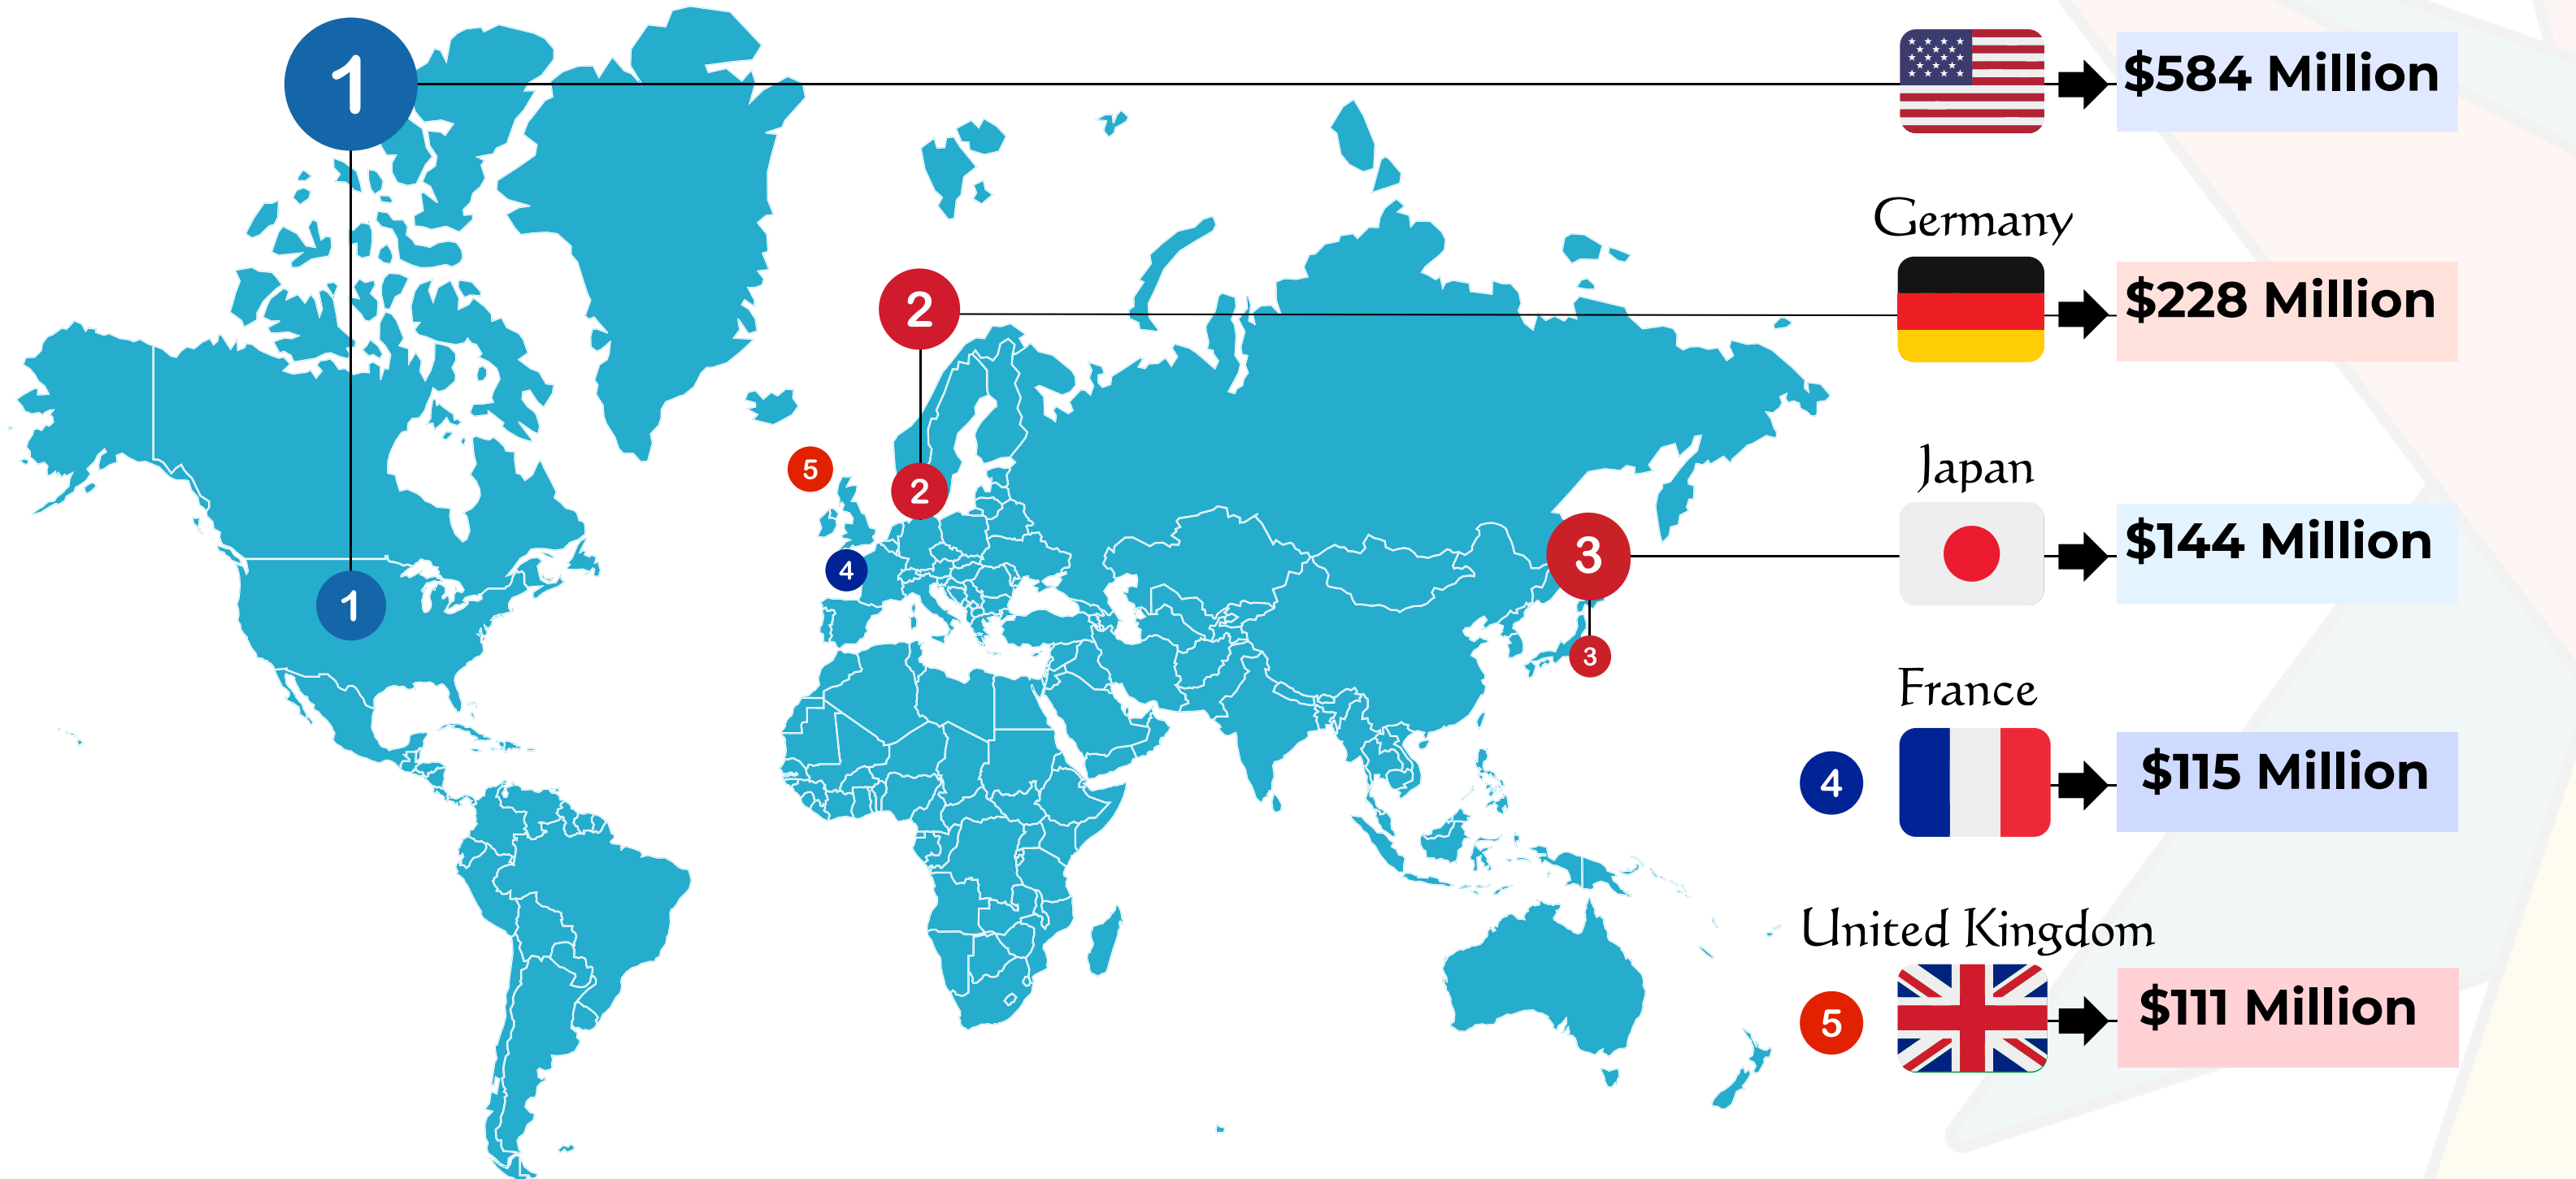 1
$584 Million
Germany
2
$228 Million
Japan
5
2
3
$144 Million
4
1
3
France
4
$115 Million
United Kingdom
5
$111 Million